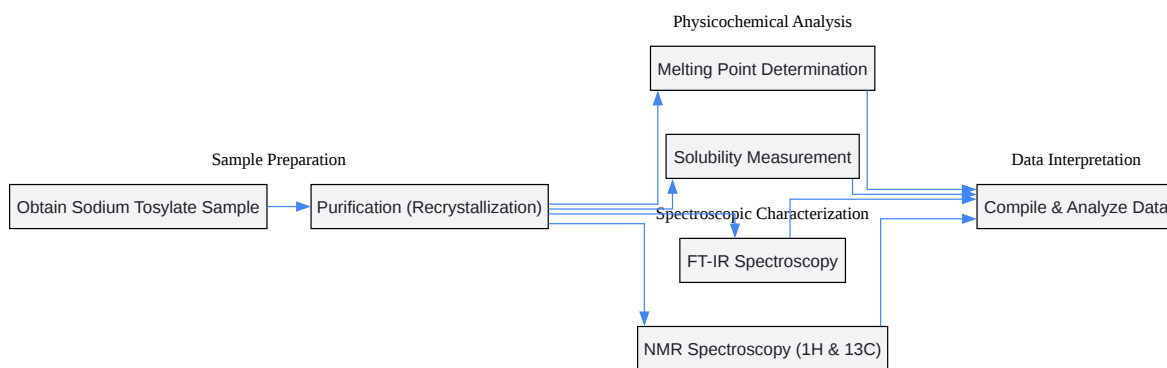 Physicochemical Analysis
Melting Point Determination
Solubility Measurement
Sample Preparation
Data Interpretation
Obtain Sodium Tosylate Sample
Purification (Recrystallization)
Compile & Analyze Data
Spectroscopic Characterization
FT-IR Spectroscopy
NMR Spectroscopy (1H & 13C)